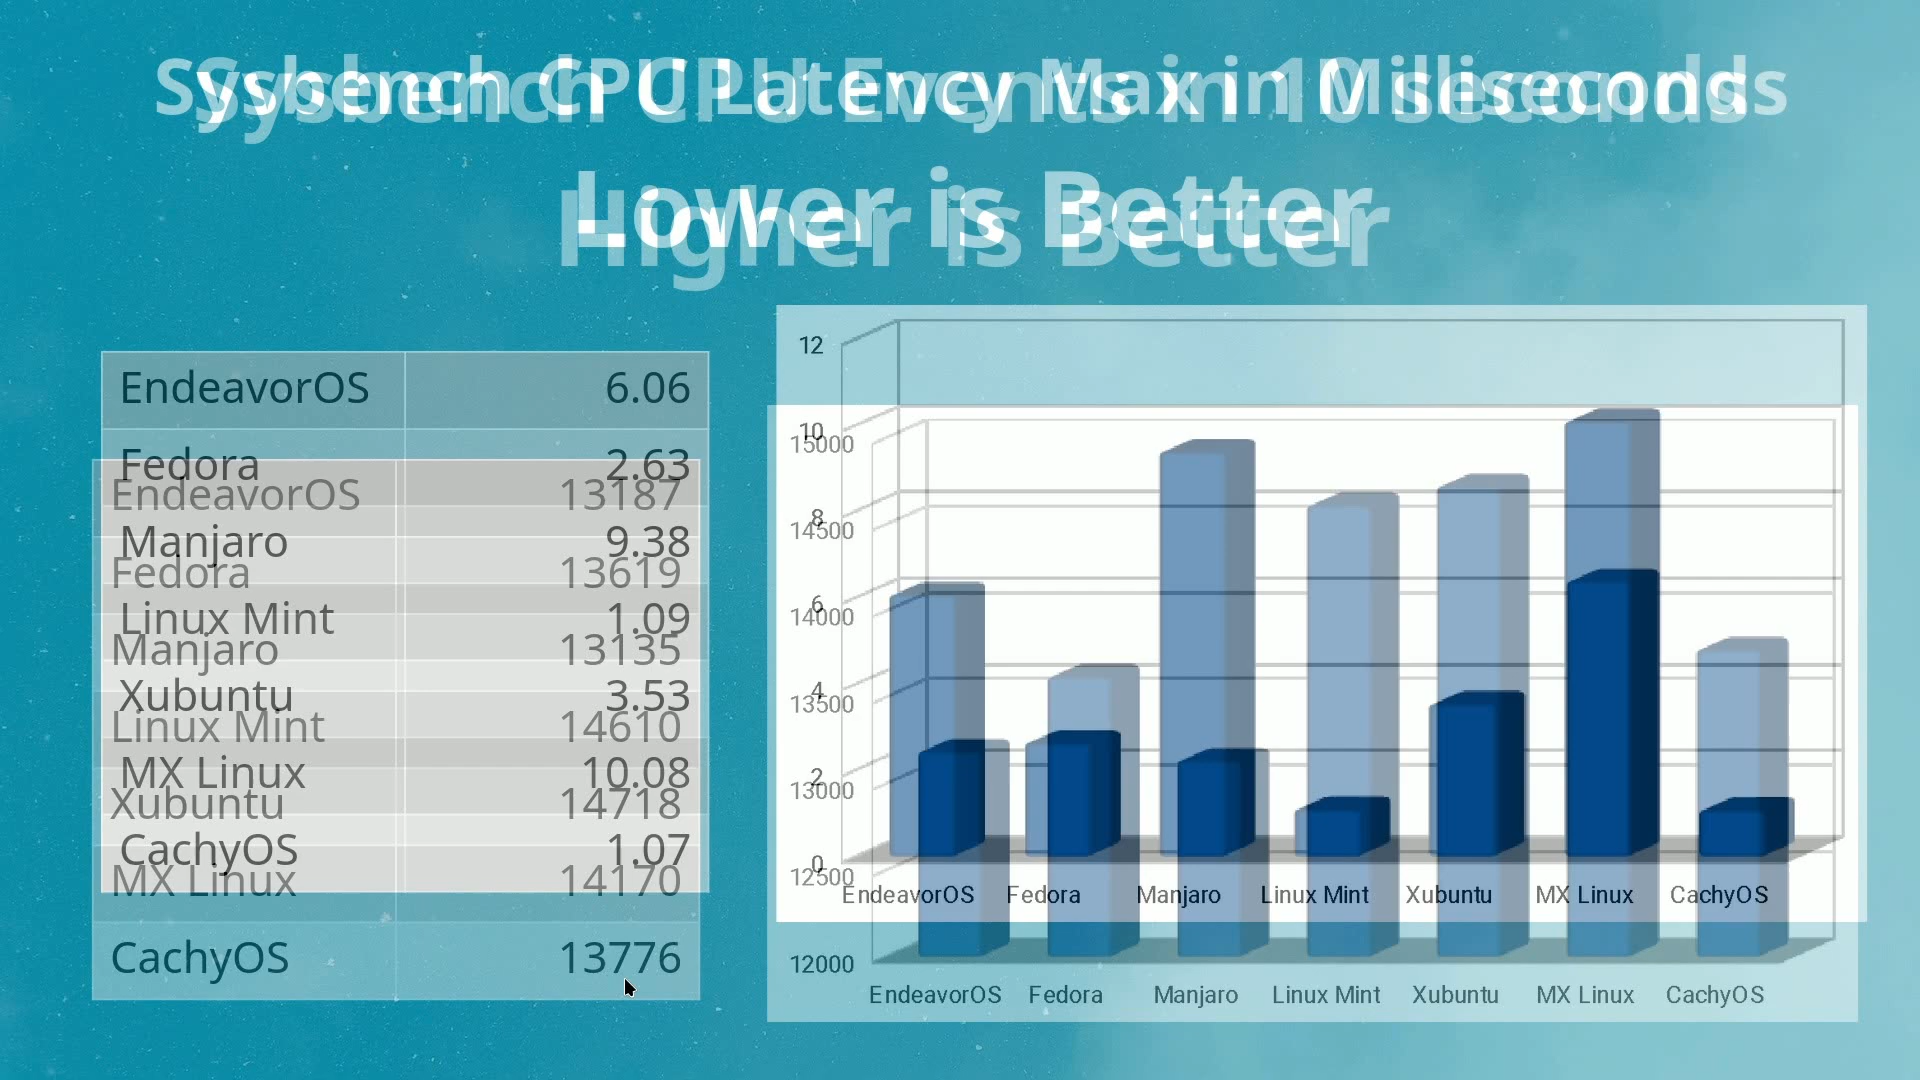 Sysbench CPU Latency Max in Miliseconds
Sysbench CPU Events in 10 seconds
Lower is Better
Higher is Better
EndeavorOS 6.06
Fedora 2.63
Manjaro 9.38
Linux Mint 1.09
Xubuntu 3.53
MX Linux 10.08
CachyOS 1.07
EndeavorOS 13187
Fedora 13619
Manjaro 13135
Linux Mint 14610
Xubuntu 14718
MX Linux 14170
CachyOS 13776
12
10
8
6
4
2
0
EndeavorOS Fedora Manjaro Linux Mint Xubuntu MX Linux CachyOS
15000
14500
14000
13500
13000
12500
12000
EndeavorOS Fedora Manjaro Linux Mint Xubuntu MX Linux CachyOS